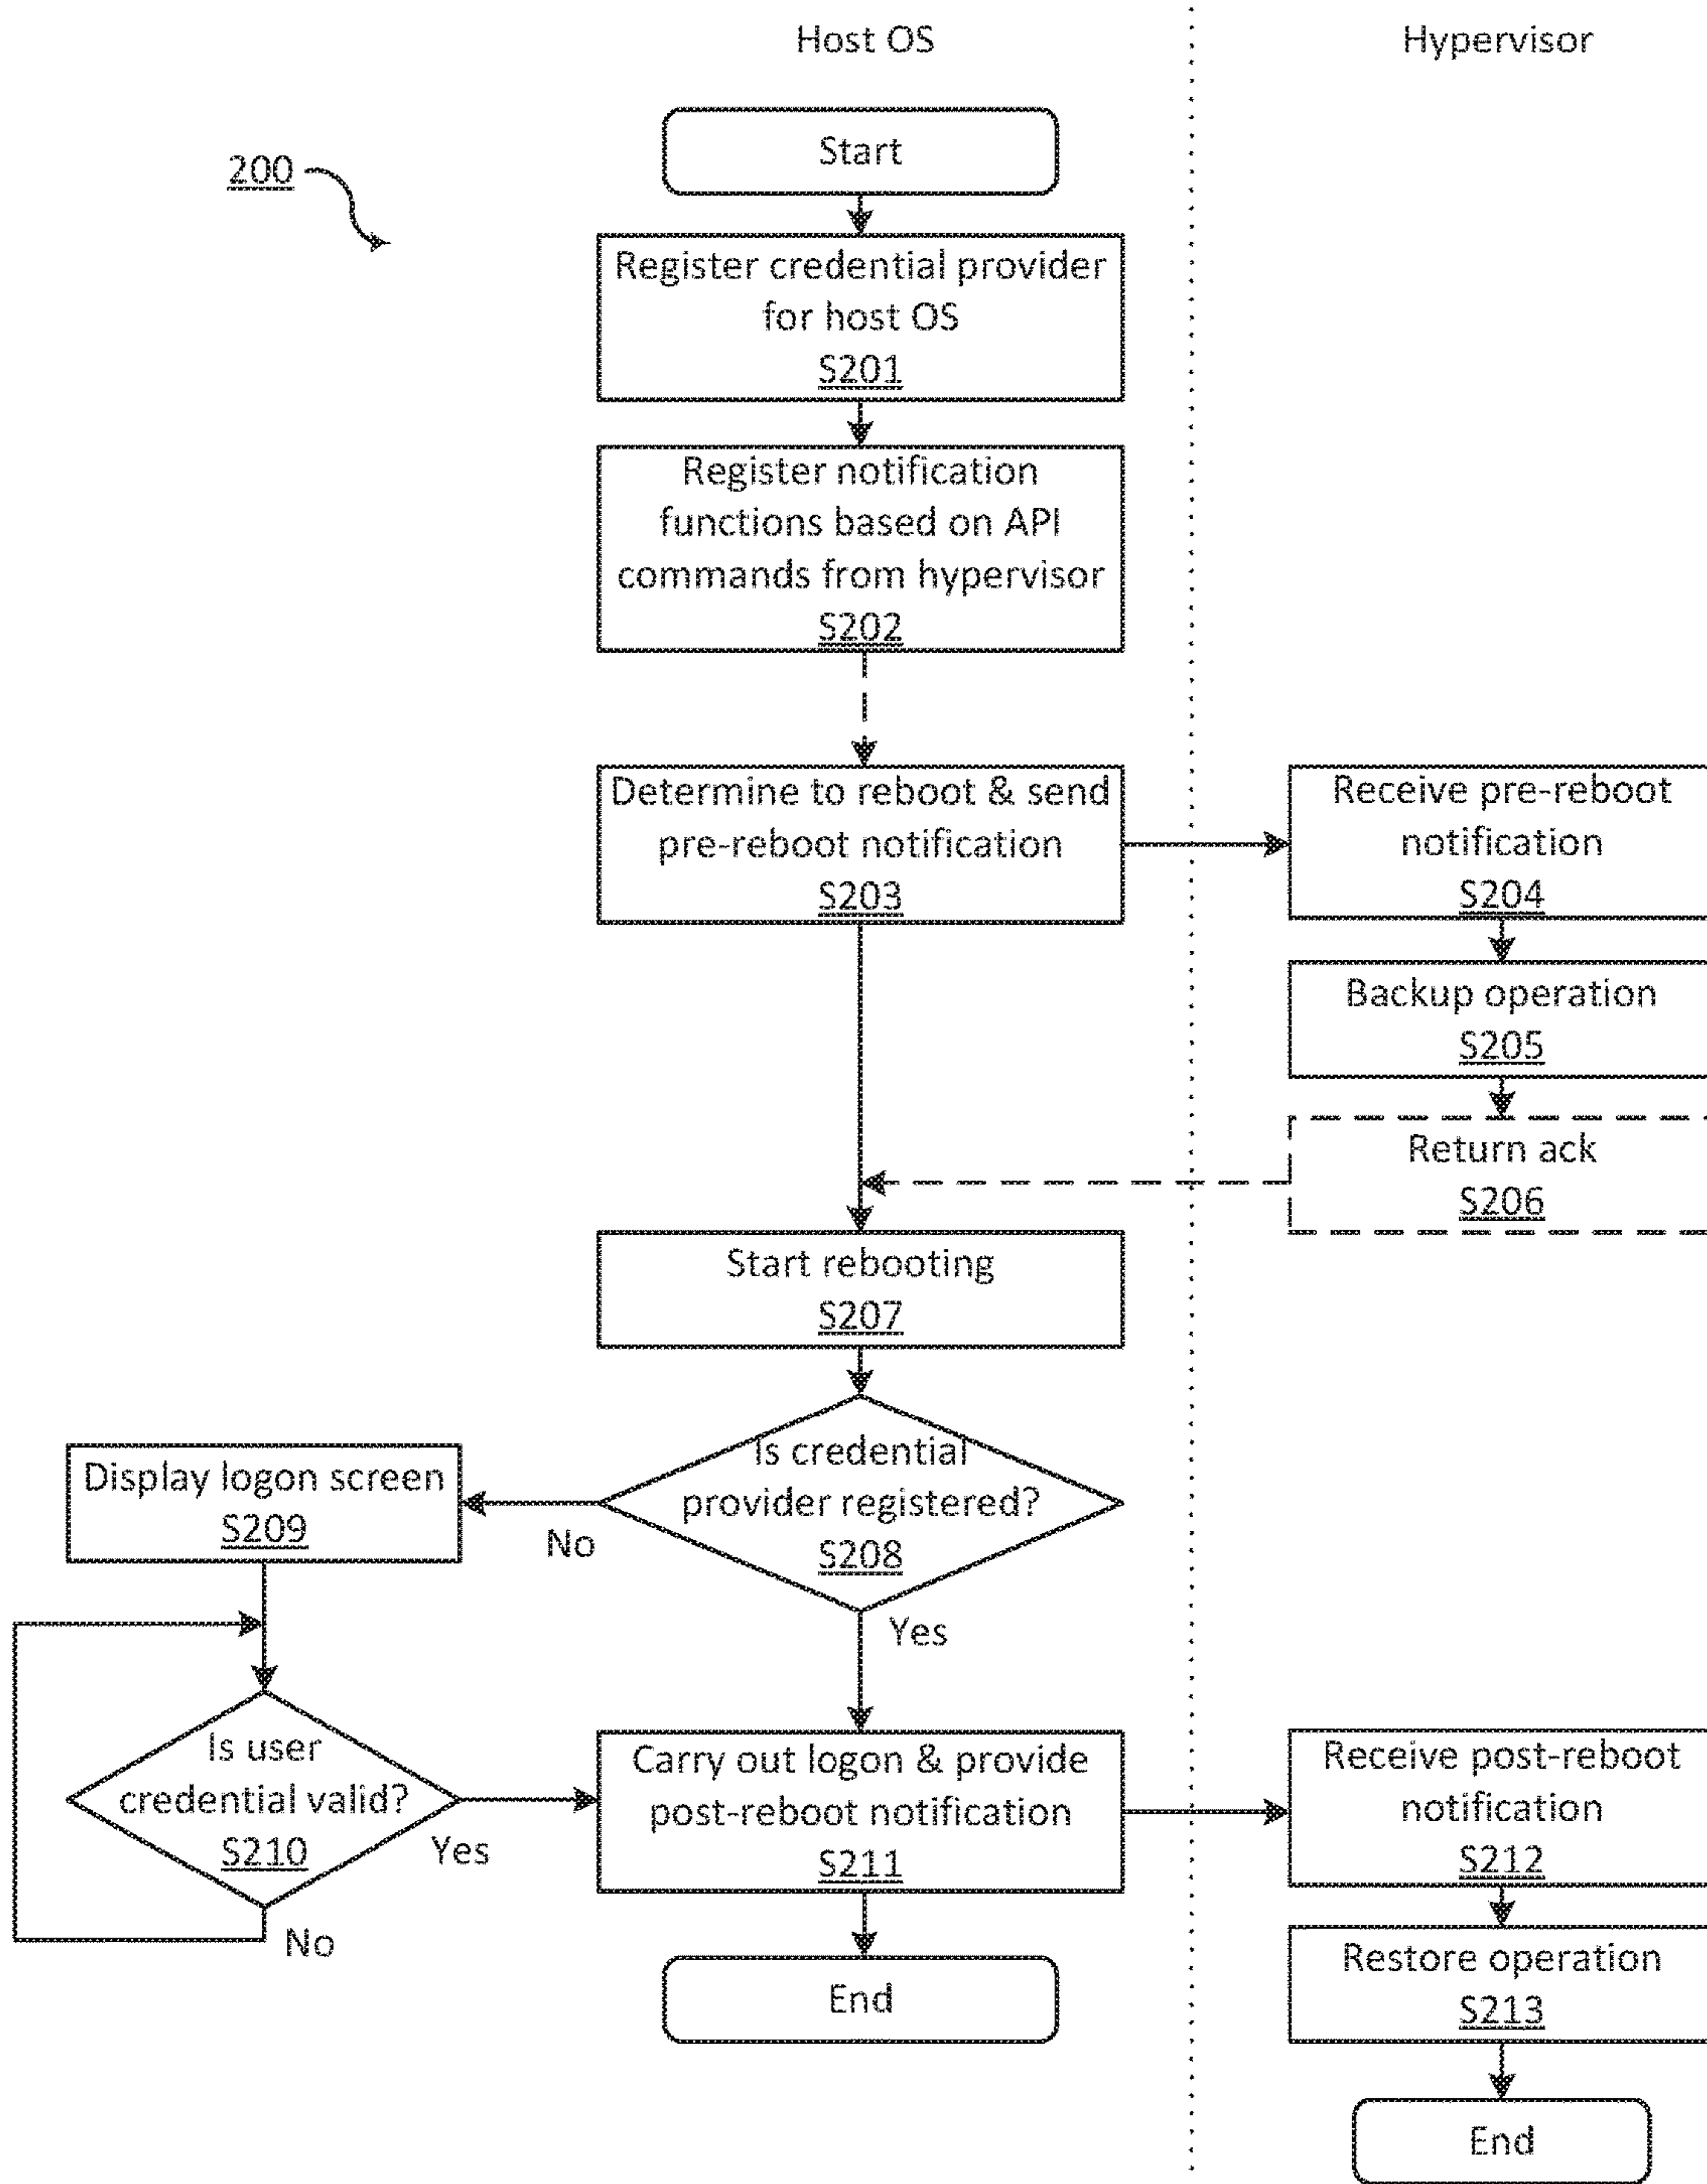 Host OS
Hypervisor
200
Start
Register credential provider
for host OS
S201
Register notification
functions based on API
commands from hypervisor
S202
Determine to reboot & send
pre-reboot notification
S203
Receive pre-reboot
notification
S204
Backup operation
S205
Return ack
S206
Start rebooting
S207
Is credential
provider registered?
S208
No
Yes
Display logon screen
S209
Is user
credential valid?
S210
Yes
No
Carry out logon & provide
post-reboot notification
S211
Receive post-reboot
notification
S212
Restore operation
S213
End
End